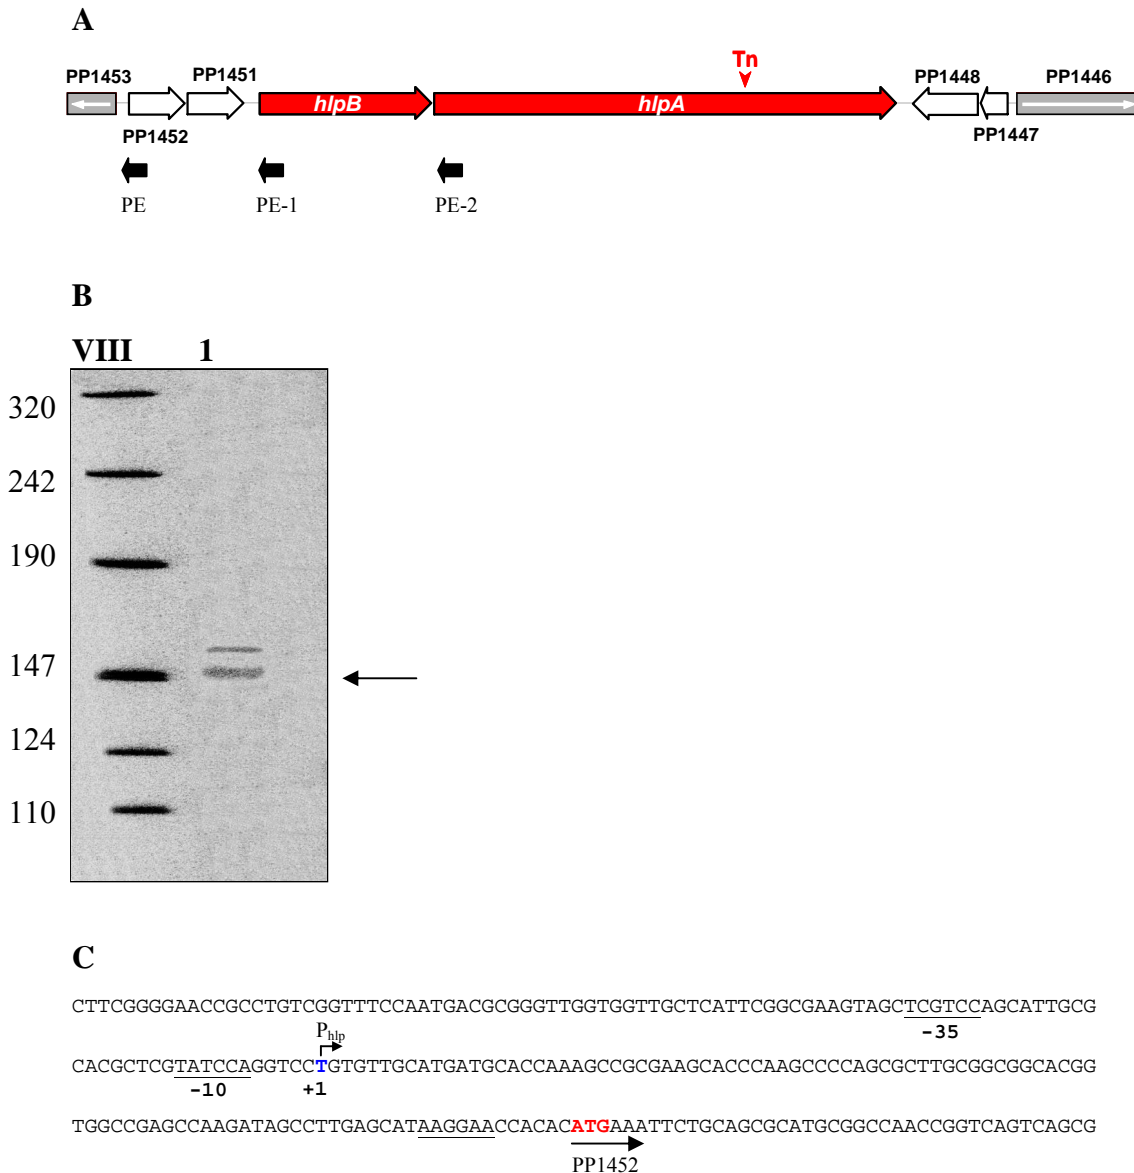 A
Tn
PP1453 PP1451 PP1448 PP1446
hlpB hlpA
PP1452 PP1447
PE PE-1 PE-2
B
VIII 1
320
242
190
147
124
110
C
CTTCGGGGAACCGCCTGTCGGTTTCCAATGACGCGGGTTGGTGGTTGCTCATTCGGCGAAGTAGCTCGTCCAGCATTGCG
Phlp -35
CACGCTCGTATCCAGGTCCTGTGTTGCATGATGCACCAAAGCCGCGAAGCACCCAAGCCCCAGCGCTTGCGGCGGCACGG
-10 +1
TGGCCGAGCCAAGATAGCCTTGAGCATAAGGAACCACACATGAAATTCTGCAGCGCATGCGGCCAACCGGTCAGTCAGCG
PP1452